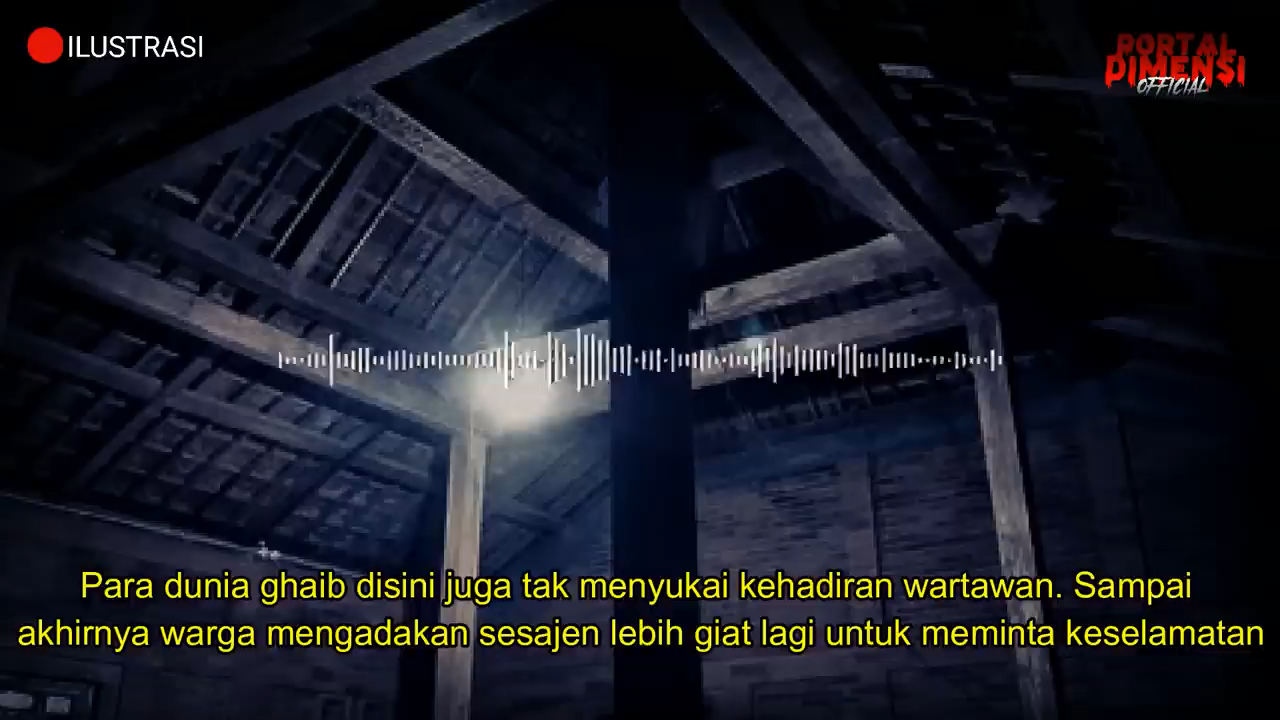 ILUSTRASI
PORTAL
DIMENSI
OFFICIAL
Para dunia ghaib disini juga tak menyukai kehadiran wartawan. Sampai
akhirnya warga mengadakan sesajen lebih giat lagi untuk meminta keselamatan